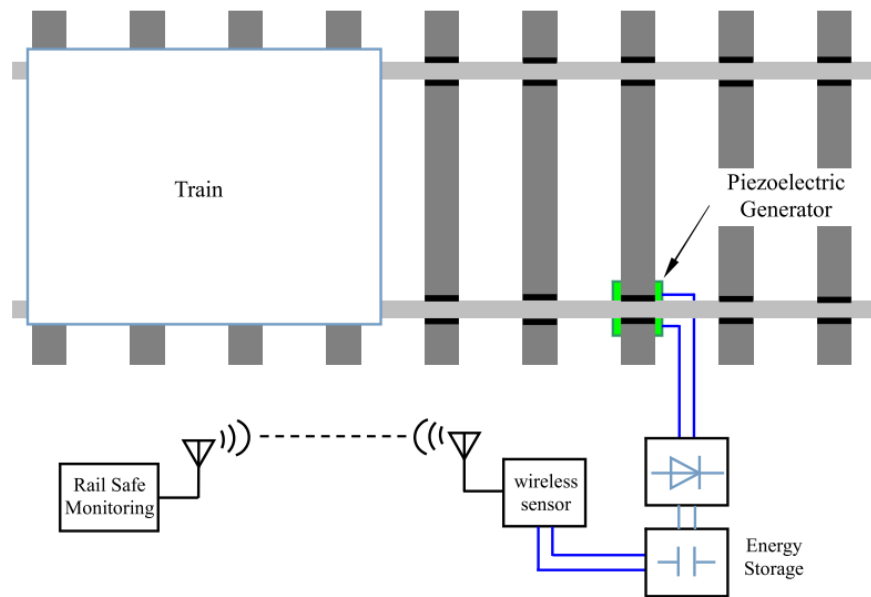 Train
Piezoelectric
Generator
Rail Safe
Monitoring
wireless
sensor
Energy
Storage